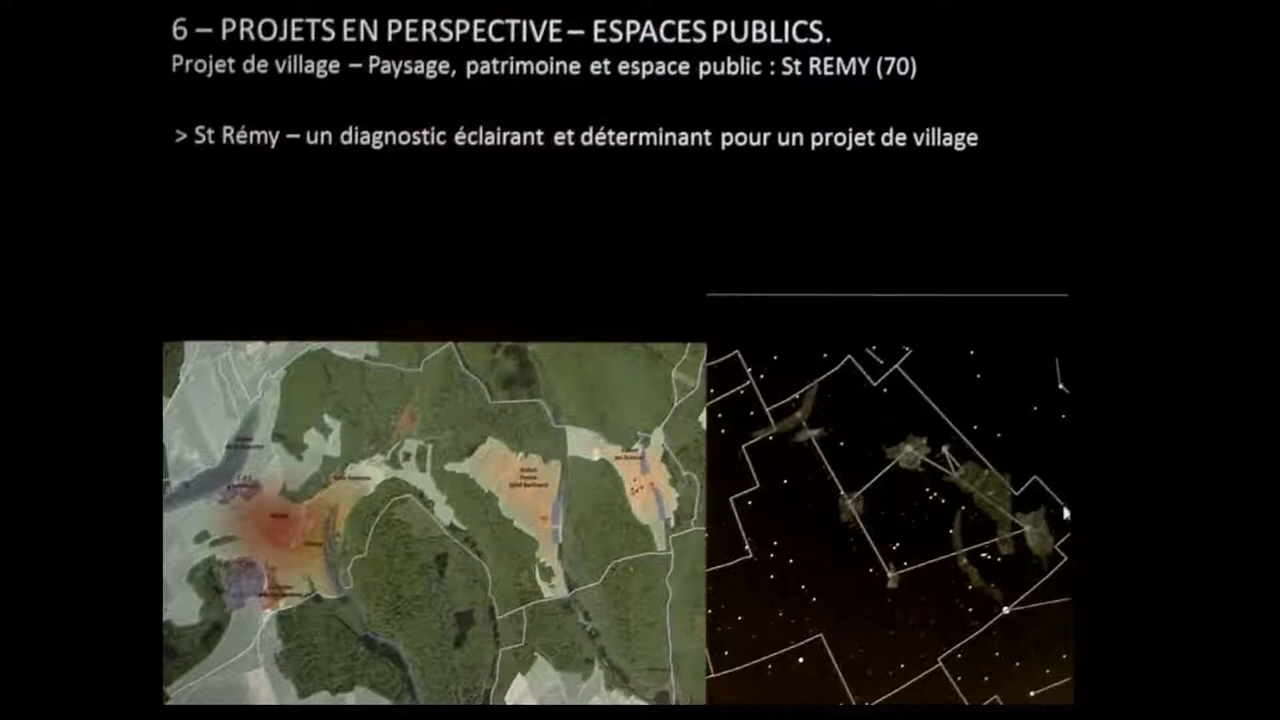 6 – PROJETS EN PERSPECTIVE – ESPACES PUBLICS.
Projet de village – Paysage, patrimoine et espace public : St REMY (70)
> St Rémy – un diagnostic éclairant et déterminant pour un projet de village